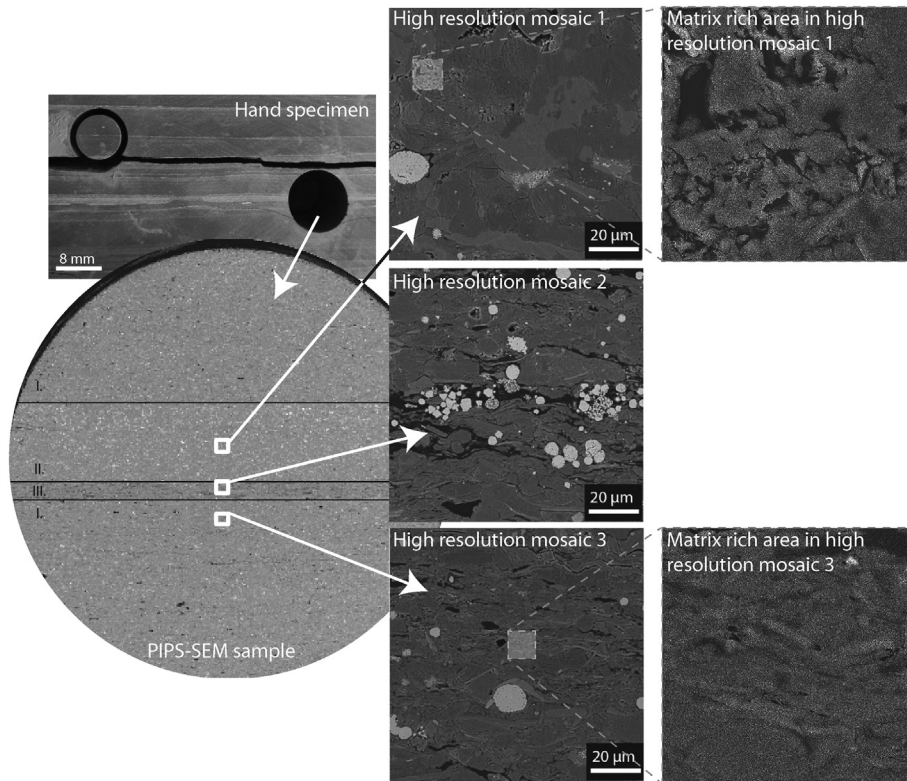 Hand specimen
8 mm
I.
II.
III.
I.
PIPS-SEM sample
High resolution mosaic 1
20 µm
Matrix rich area in high
resolution mosaic 1
High resolution mosaic 2
20 µm
High resolution mosaic 3
20 µm
Matrix rich area in high
resolution mosaic 3